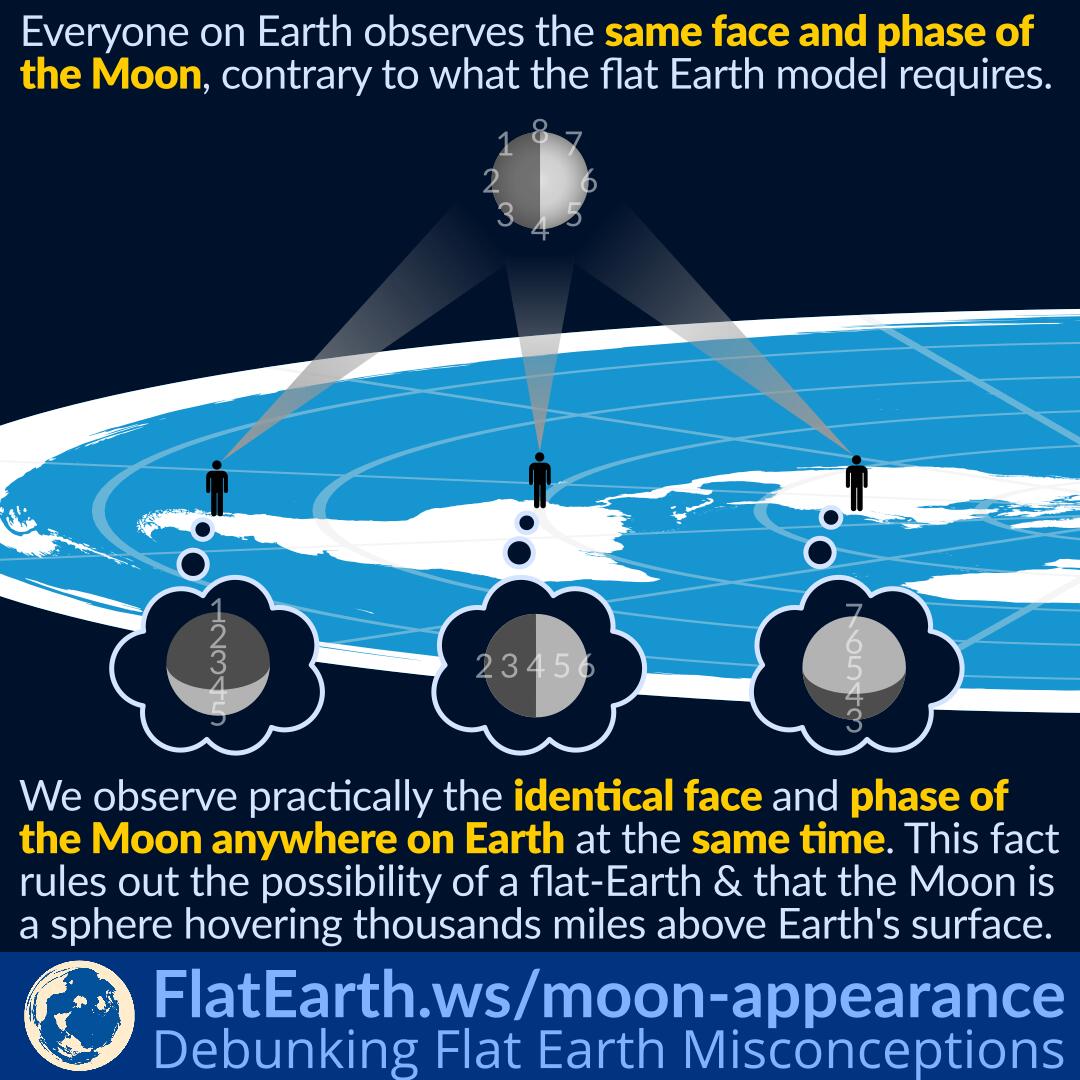 Everyone on Earth observes the same face and phase of
the Moon, contrary to what the flat Earth model requires.
8
1 7
2 6
3 5
4
1
2
3
4
5
2 3 4 5 6
7
6
5
4
3
We observe practically the identical face and phase of
the Moon anywhere on Earth at the same time. This fact
rules out the possibility of a flat-Earth & that the Moon is
a sphere hovering thousands miles above Earth's surface.
FlatEarth.ws/moon-appearance
Debunking Flat Earth Misconceptions